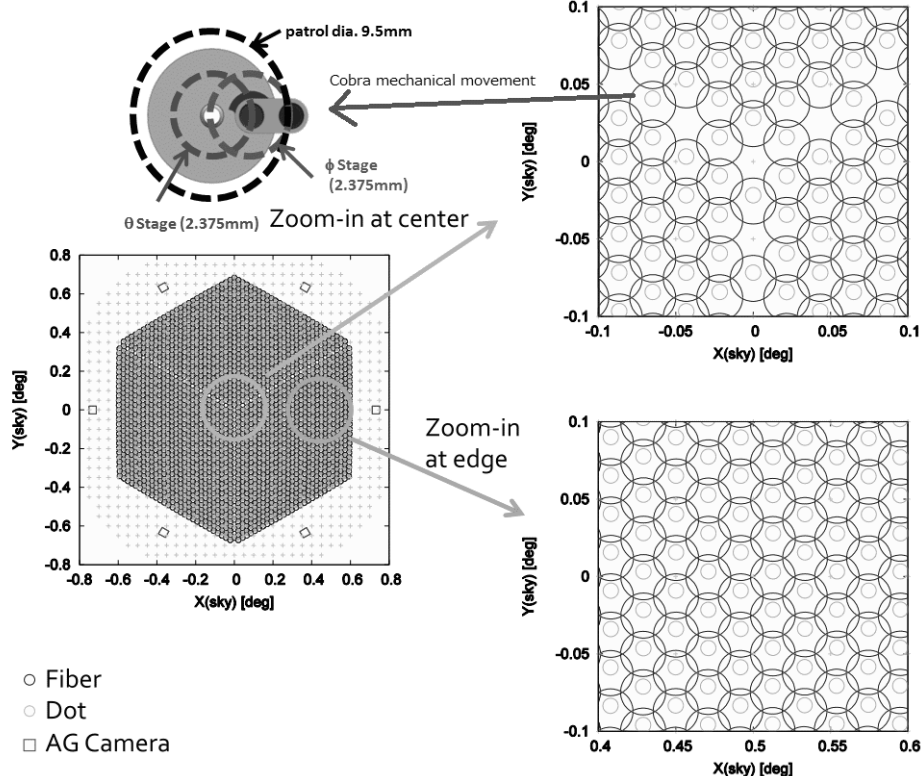 patrol dia. 9.5mm
Cobra mechanical movement
ϕ Stage
(2.375mm)
θ Stage (2.375mm)
Zoom-in at center
0.1
0.05
0
-0.05
-0.1
Y(sky) [deg]
-0.1 -0.05 0 0.05 0.1
X(sky) [deg]
0.8
0.6
0.4
0.2
0
-0.2
-0.4
-0.6
-0.8
Y(sky) [deg]
-0.8 -0.6 -0.4 -0.2 0 0.2 0.4 0.6 0.8
X(sky) [deg]
Zoom-in
at edge
0.1
0.05
0
-0.05
-0.1
Y(sky) [deg]
0.4 0.45 0.5 0.55 0.6
X(sky) [deg]
Fiber
Dot
AG Camera